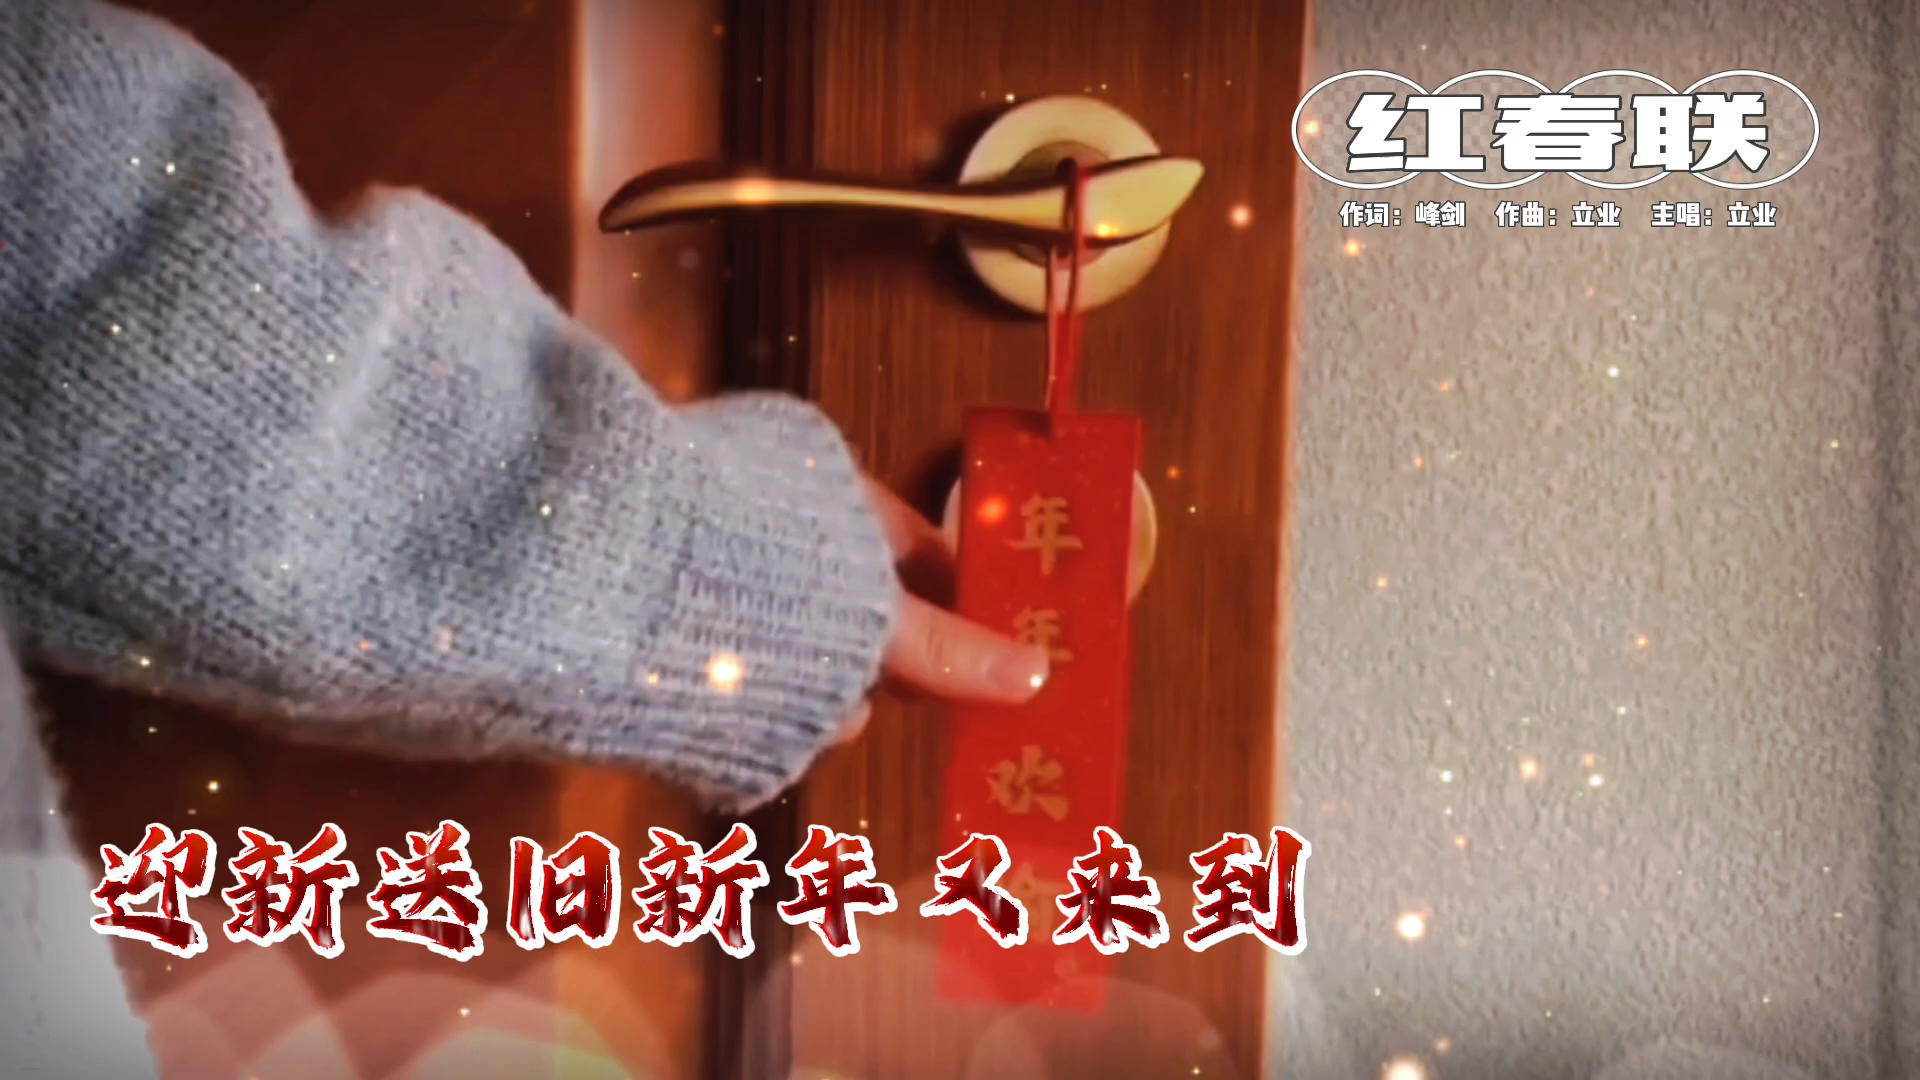 红春联
作词：峰剑 作曲：立业 主唱：立业
年年欢
迎新送旧新年又来到